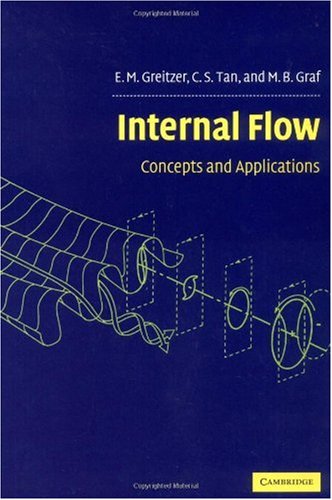 E. M. Greitzer, C. S. Tan, and M. B. Graf
Internal Flow
Concepts and Applications
CAMBRIDGE